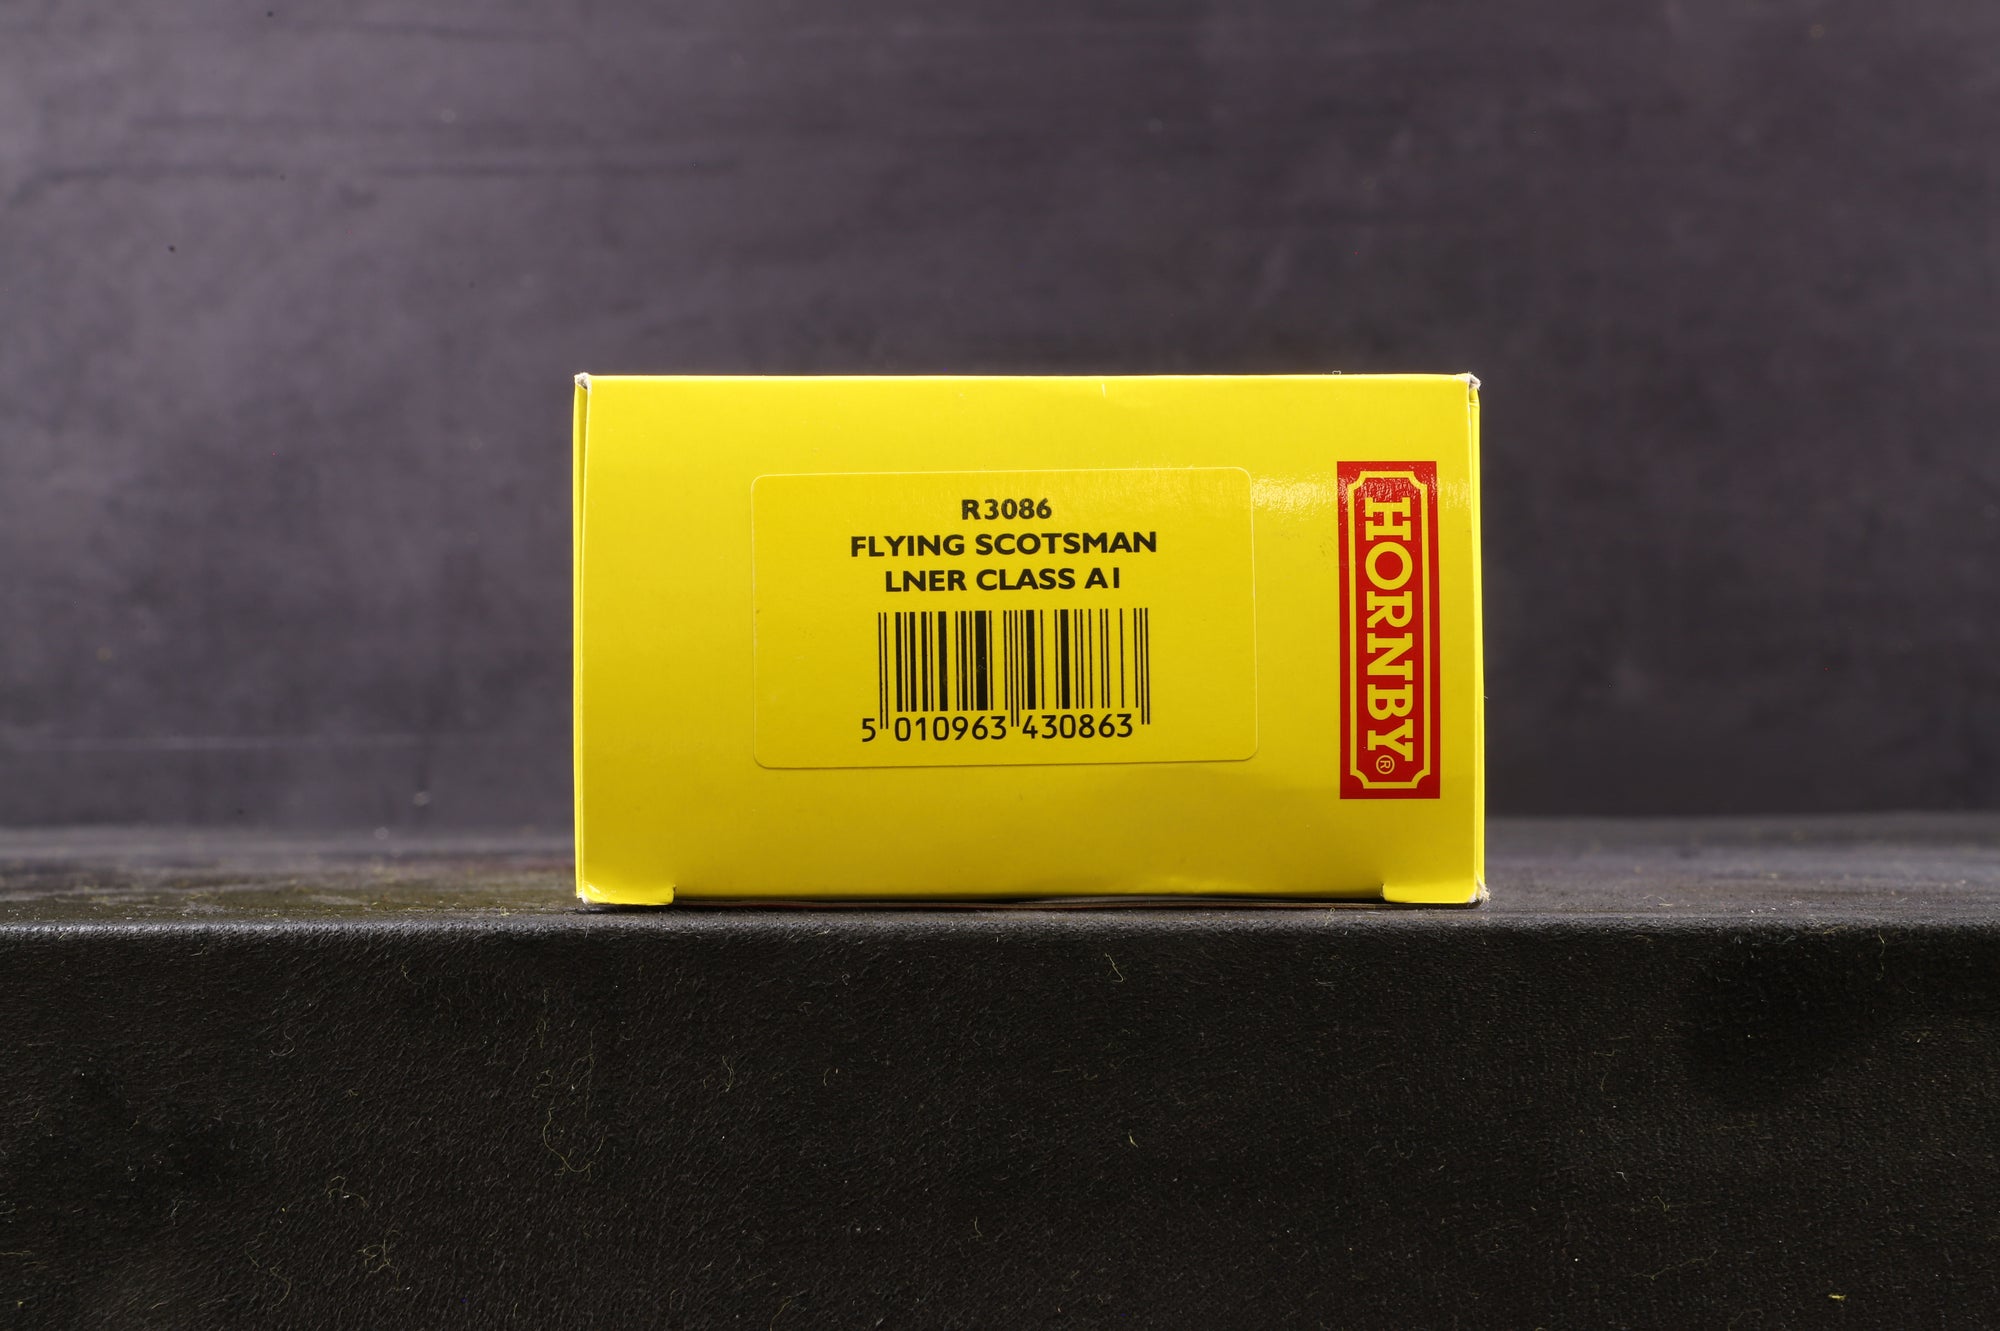 R3086
FLYING SCOTSMAN
LNER CLASS A1
5 010963 430863
HORNBY®